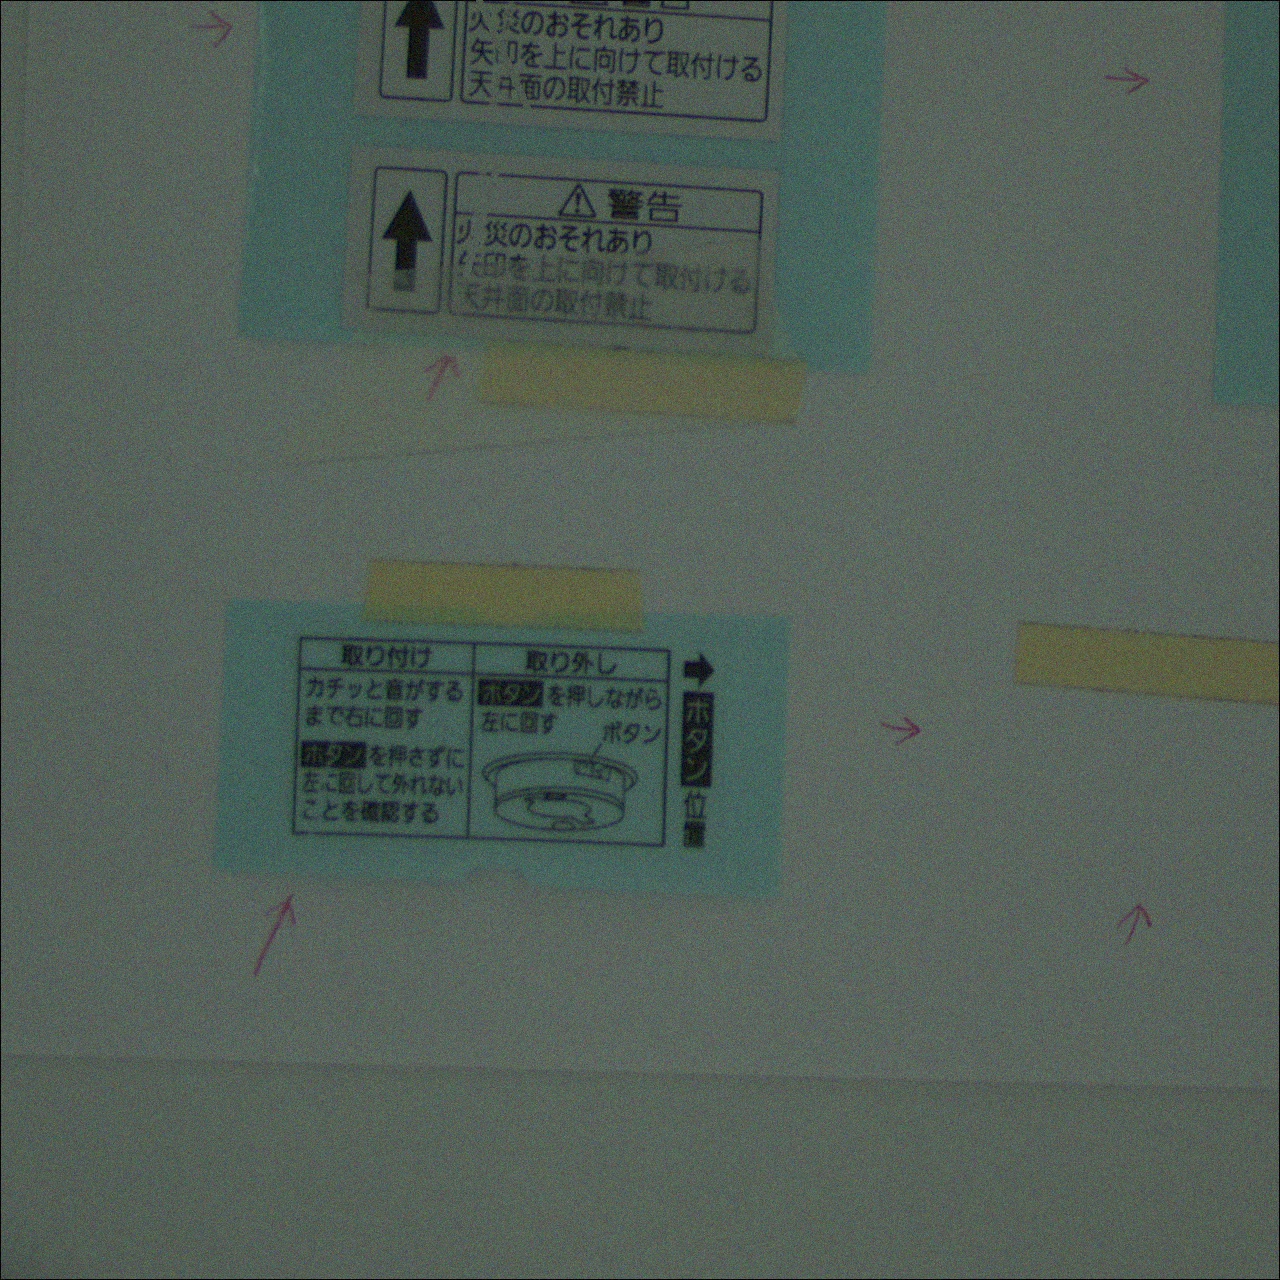 警告
火災のおそれあり
矢印を上に向けて取付ける
天井面の取付禁止
警告
火災のおそれあり
矢印を上に向けて取付ける
天井面の取付禁止
取り付け
カチッと音がする
まで右に回す
ボタンを押さずに
左に回して外れない
ことを確認する
取り外し
ボタンを押しながら
左に回す
ボタン
ボタン位置